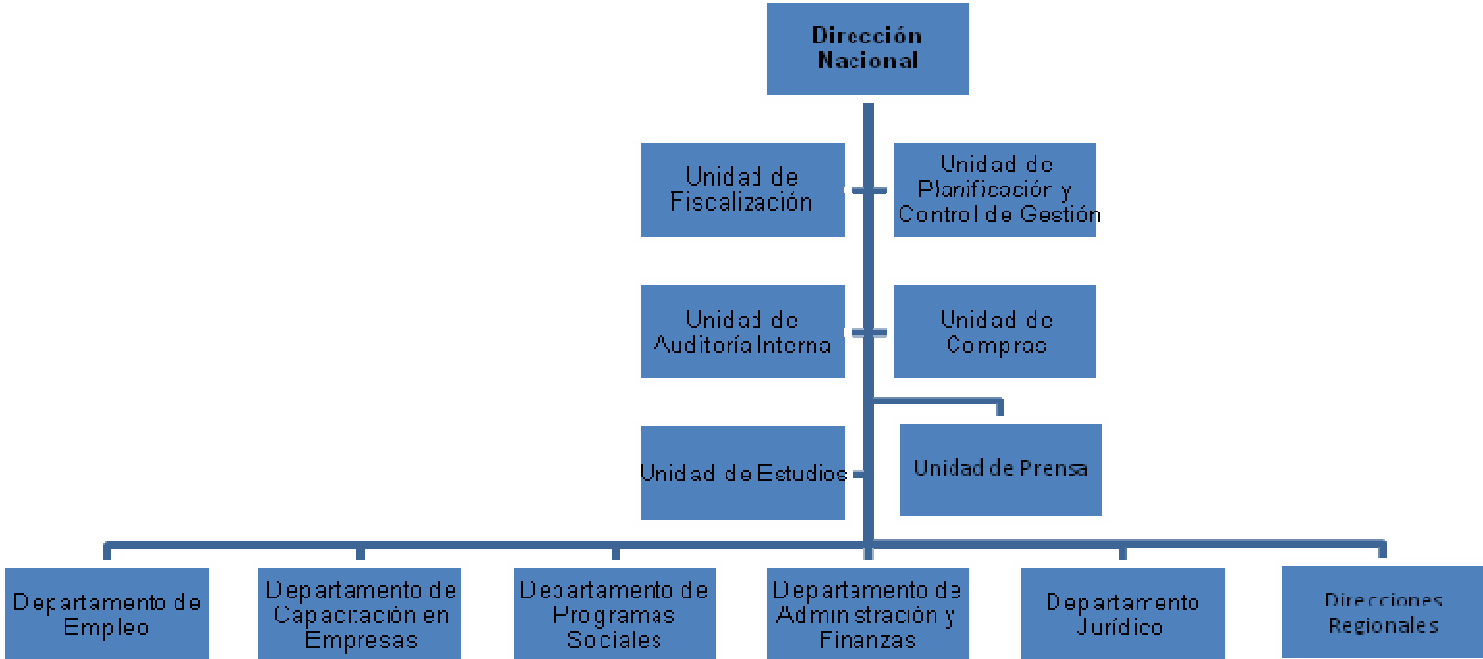 Dirección
Nacional
Unidad de
Fiscalización
Unidad de
Planificación y
Control de Gestión
Unidad de
Auditoría Interna
Unidad de
Compras
Unidad de Estudios
Unidad de Prensa
Departamento de
Empleo
Departamento de
Capacitación en
Empresas
Departamento de
Programas
Sociales
Departamento de
Administración y
Finanzas
Departamento
Jurídico
Direcciones
Regionales